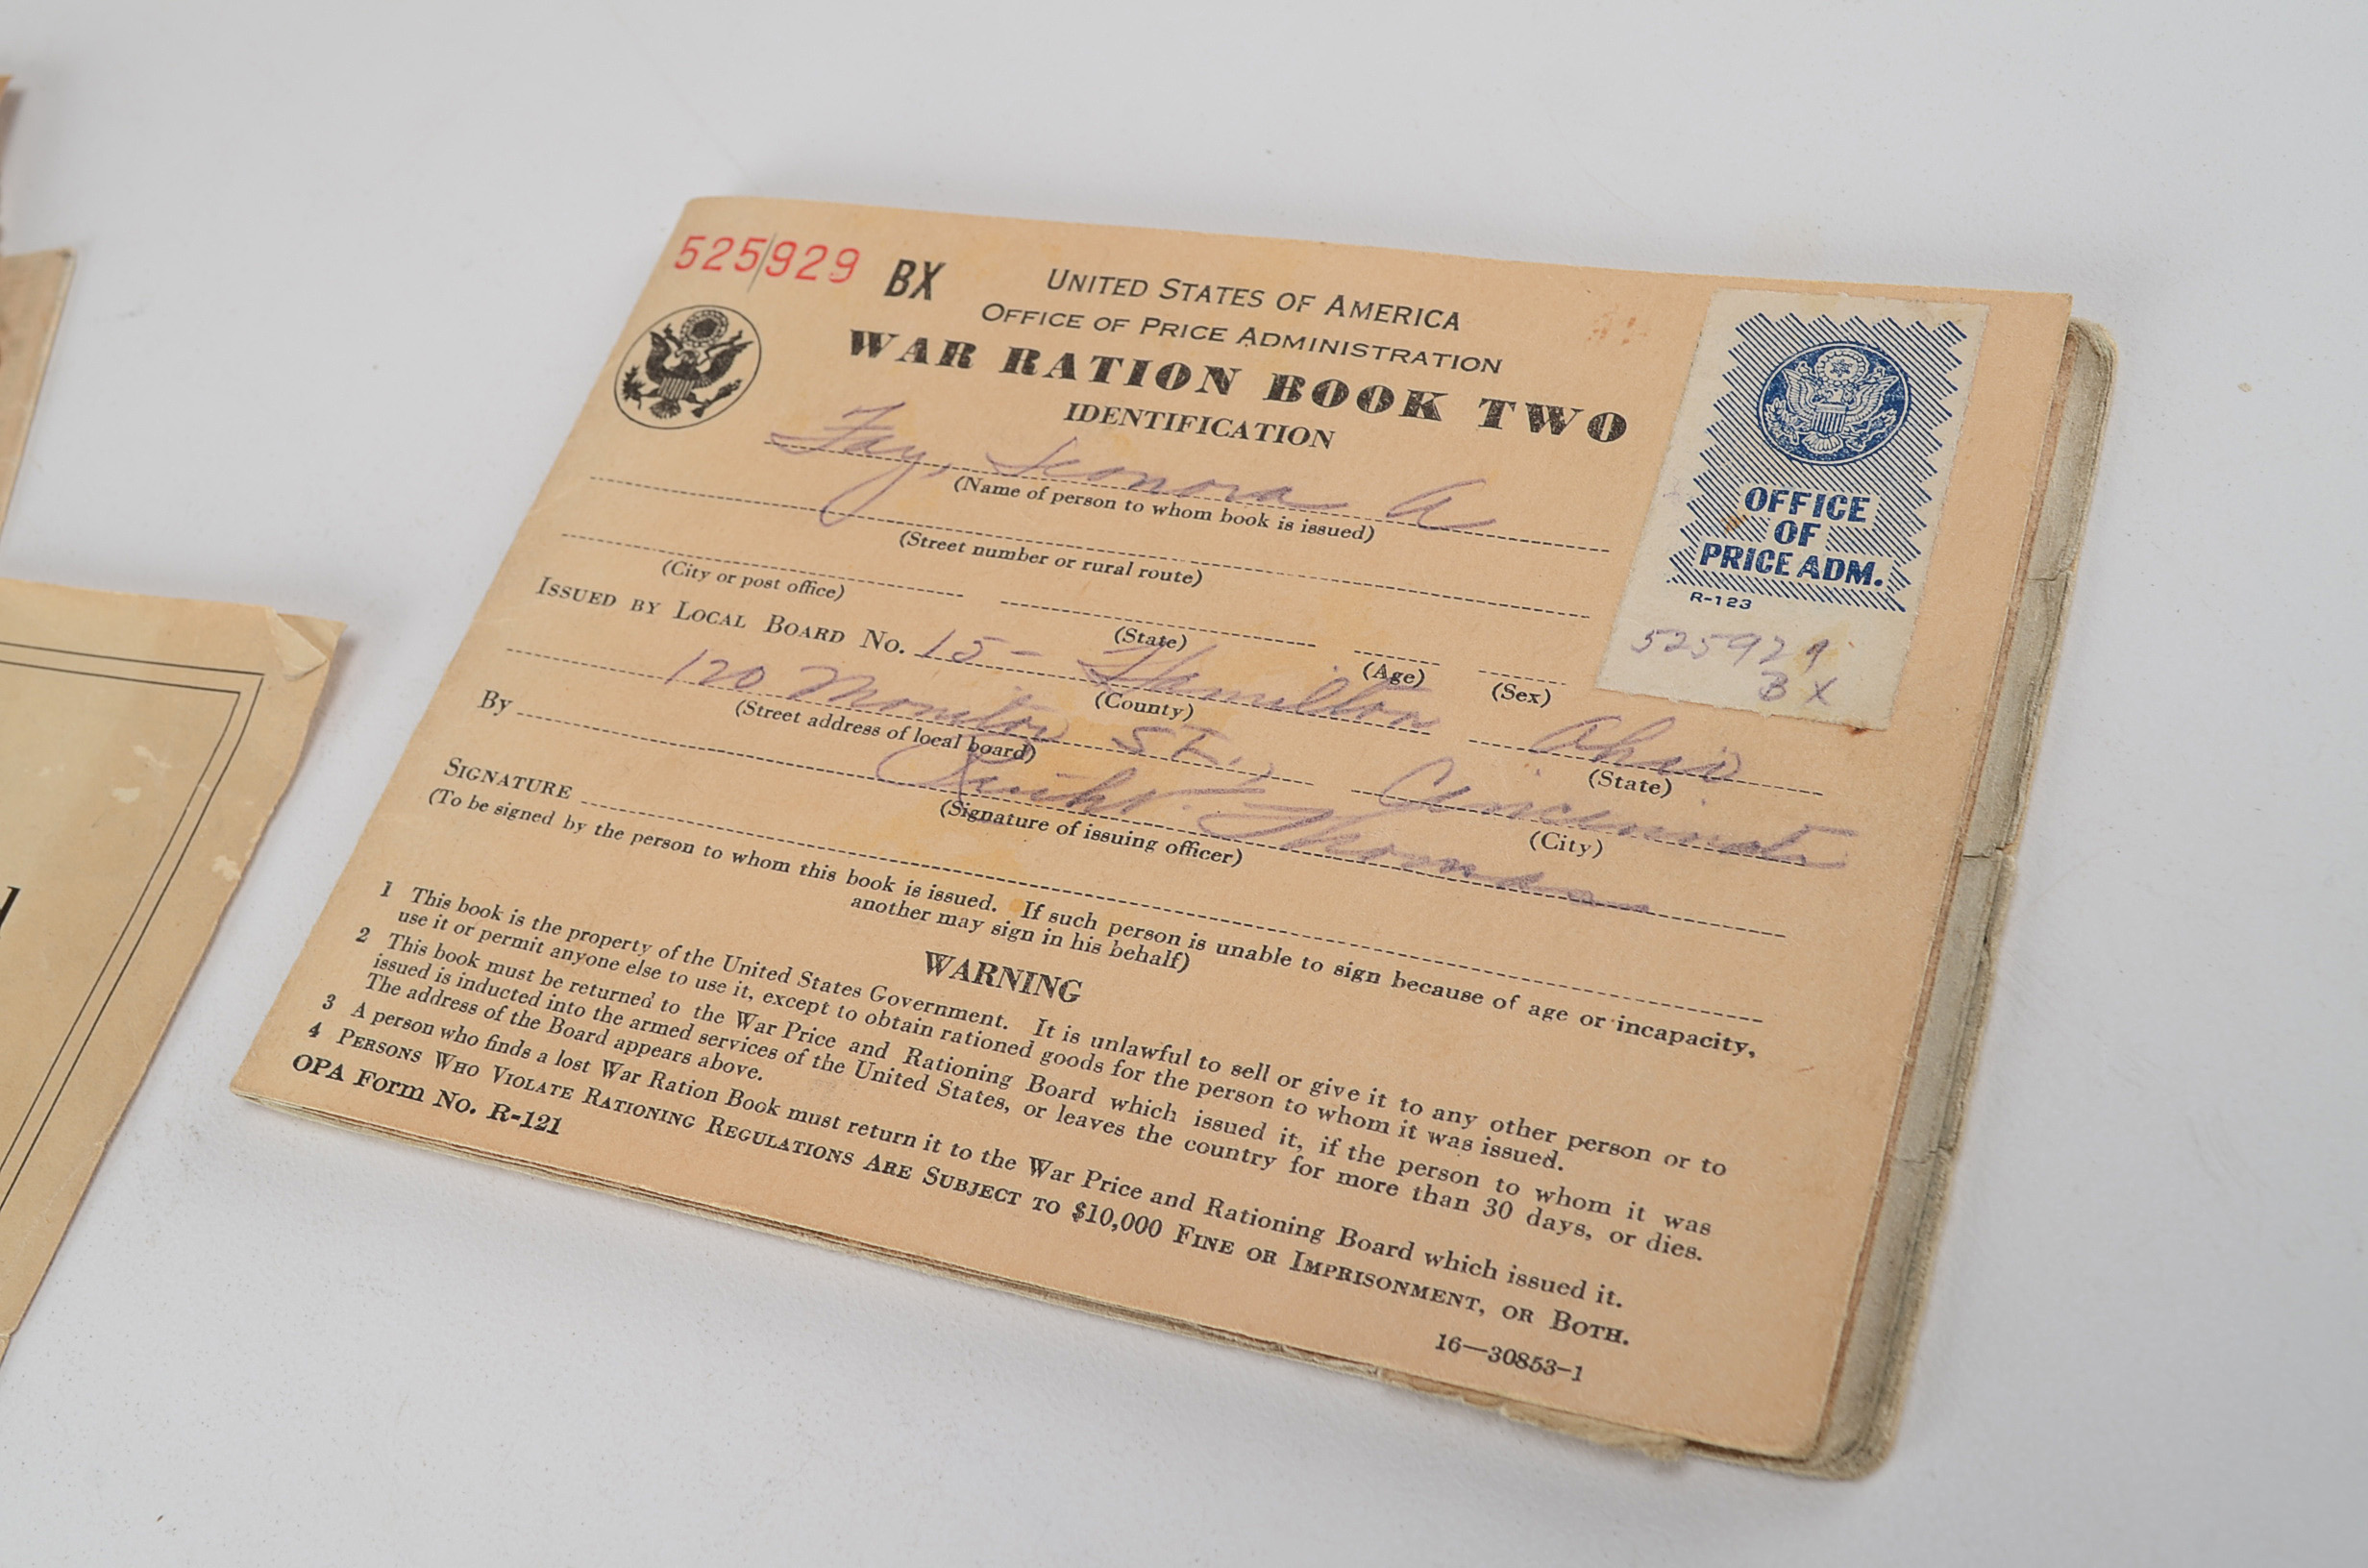 525929 BX
UNITED STATES OF AMERICA
OFFICE OF PRICE ADMINISTRATION
WAR RATION BOOK TWO
IDENTIFICATION
Fay, Leonora A
(Name of person to whom book is issued)
(Street number or rural route)
(City or post office) (State) (Age) (Sex)
ISSUED BY LOCAL BOARD No. 15- Hamilton Ohio
(County) (State)
120 Monitor St., Cincinnati
(Street address of local board) (City)
By Thomas
(Signature of issuing officer)
SIGNATURE
(To be signed by the person to whom this book is issued. If such person is unable to sign because of age or incapacity,
another may sign in his behalf)
WARNING
1 This book is the property of the United States Government. It is unlawful to sell or give it to any other person or to
use it or permit anyone else to use it, except to obtain rationed goods for the person to whom it was issued.
2 This book must be returned to the War Price and Rationing Board which issued it, if the person to whom it was
issued is inducted into the armed services of the United States, or leaves the country for more than 30 days, or dies.
The address of the Board appears above.
3 A person who finds a lost War Ration Book must return it to the War Price and Rationing Board which issued it.
4 PERSONS WHO VIOLATE RATIONING REGULATIONS ARE SUBJECT TO $10,000 FINE OR IMPRISONMENT, OR BOTH.
OPA Form No. R-121
16—30853-1
OFFICE
OF
PRICE ADM.
R-123
525929
BX